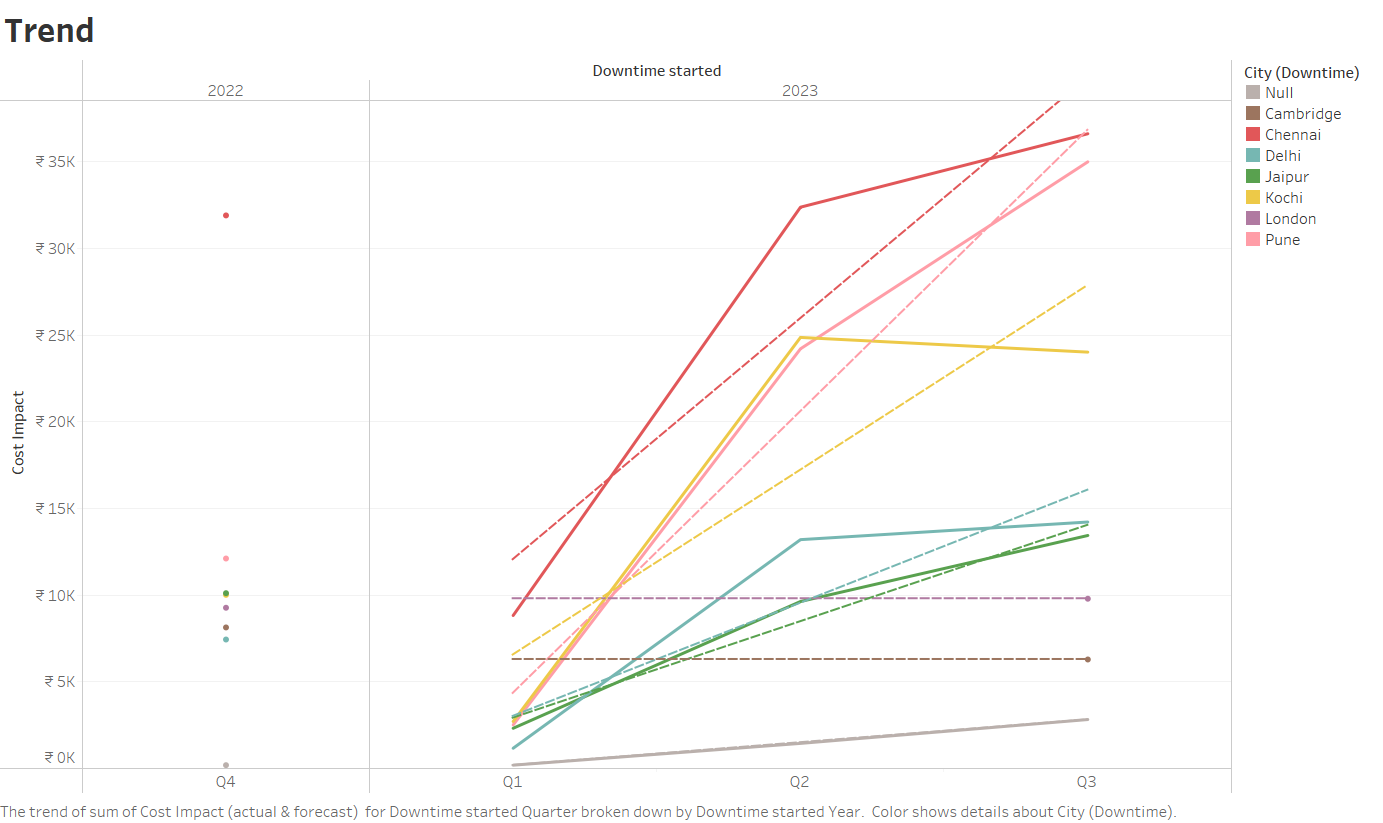 Trend
Downtime started
2022
2023
City (Downtime)
Null
Cambridge
Chennai
Delhi
Jaipur
Kochi
London
Pune
Cost Impact
₹ 35K
₹ 30K
₹ 25K
₹ 20K
₹ 15K
₹ 10K
₹ 5K
₹ 0K
Q4
Q1
Q2
Q3
The trend of sum of Cost Impact (actual & forecast)  for Downtime started Quarter broken down by Downtime started Year.  Color shows details about City (Downtime).